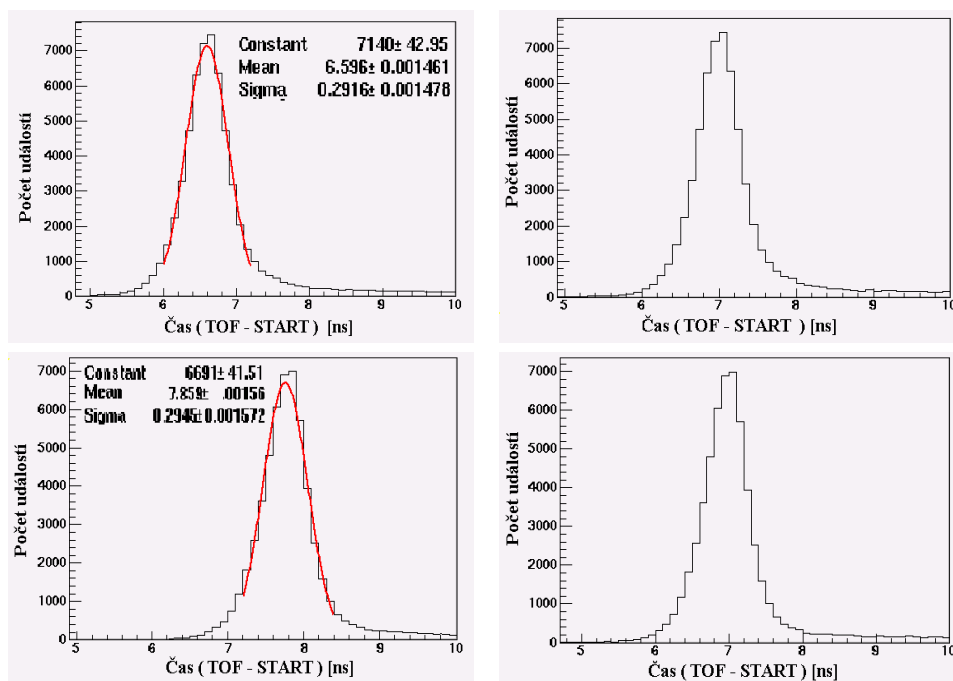 7000
6000
5000
4000
3000
2000
1000
0
Počet událostí
Constant 7140± 42.95
Mean 6.596± 0.001461
Sigma 0.2916± 0.001478
5 6 7 8 9 10
Čas ( TOF - START ) [ns]
7000
6000
5000
4000
3000
2000
1000
0
Počet událostí
5 6 7 8 9 10
Čas ( TOF - START ) [ns]
7000
6000
5000
4000
3000
2000
1000
0
Počet událostí
Constant 6691± 41.51
Mean 7.859± .00156
Sigma 0.2945± 0.001572
5 6 7 8 9 10
Čas ( TOF - START ) [ns]
7000
6000
5000
4000
3000
2000
1000
0
Počet událostí
5 6 7 8 9 10
Čas ( TOF - START ) [ns]